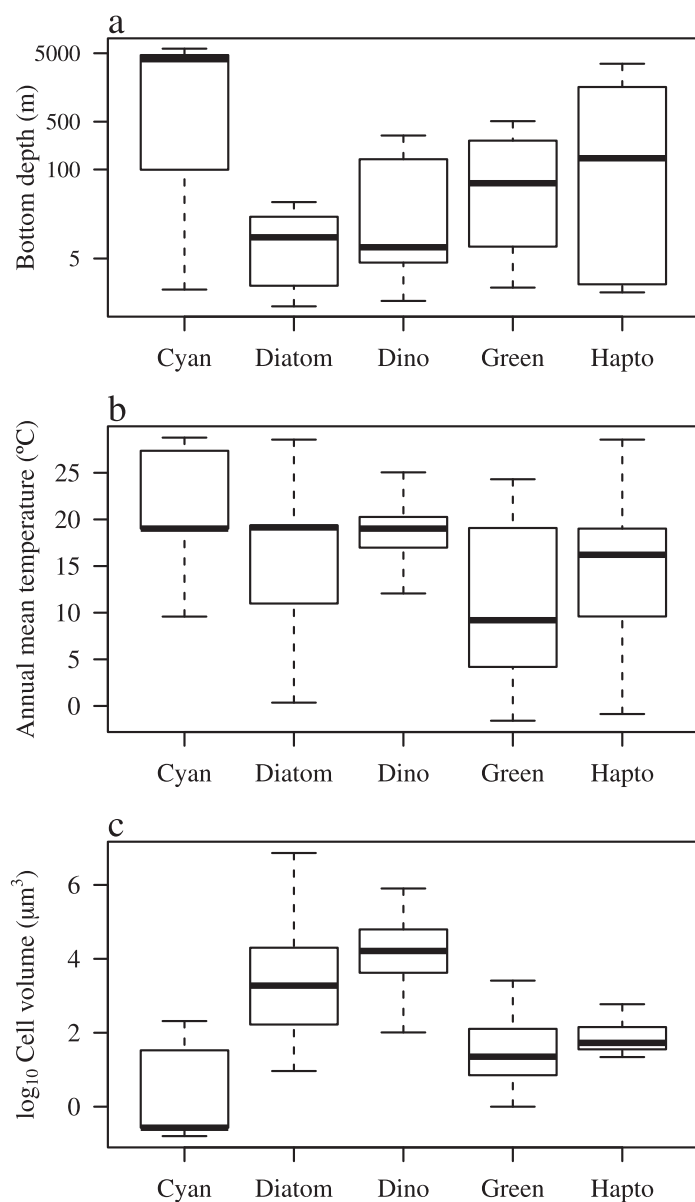 a
Bottom depth (m)
5000
500
100
5
Cyan Diatom Dino Green Hapto
b
Annual mean temperature (ºC)
25
20
15
10
5
0
Cyan Diatom Dino Green Hapto
c
log₁₀ Cell volume (µm³)
6
4
2
0
Cyan Diatom Dino Green Hapto